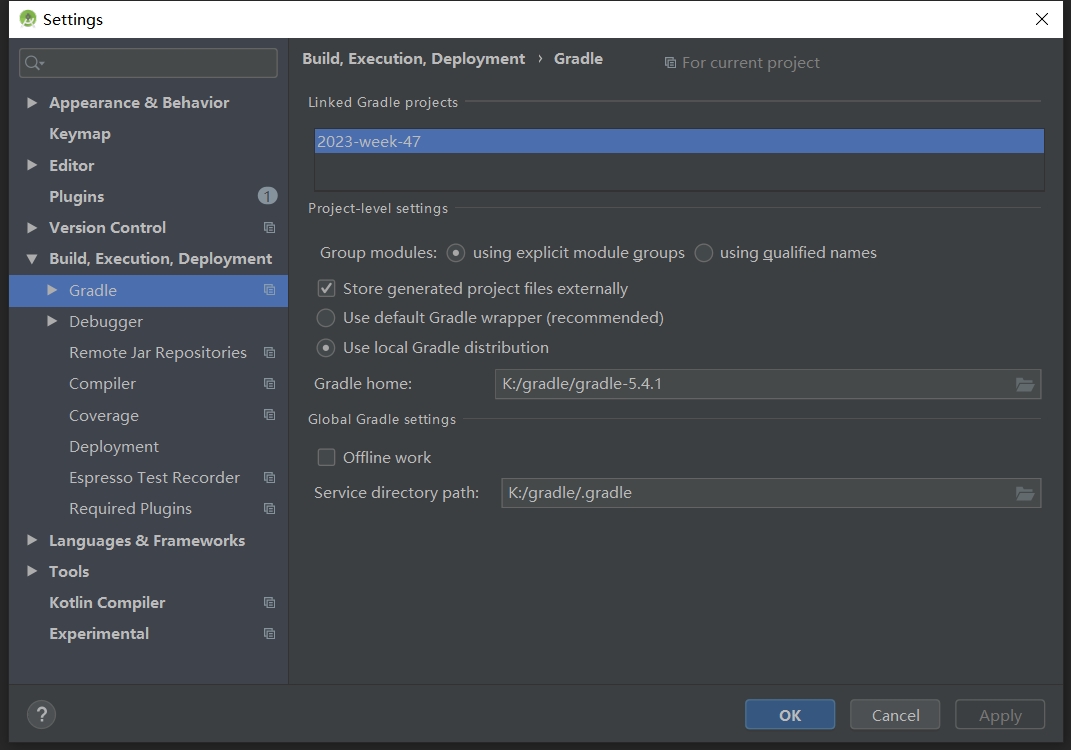 Settings
Appearance & Behavior
Keymap
Editor
Plugins 1
Version Control
Build, Execution, Deployment
Gradle
Debugger
Remote Jar Repositories
Compiler
Coverage
Deployment
Espresso Test Recorder
Required Plugins
Languages & Frameworks
Tools
Kotlin Compiler
Experimental
Build, Execution, Deployment › Gradle For current project
Linked Gradle projects
2023-week-47
Project-level settings
Group modules: using explicit module groups using qualified names
Store generated project files externally
Use default Gradle wrapper (recommended)
Use local Gradle distribution
Gradle home: K:/gradle/gradle-5.4.1
Global Gradle settings
Offline work
Service directory path: K:/gradle/.gradle
? OK Cancel Apply